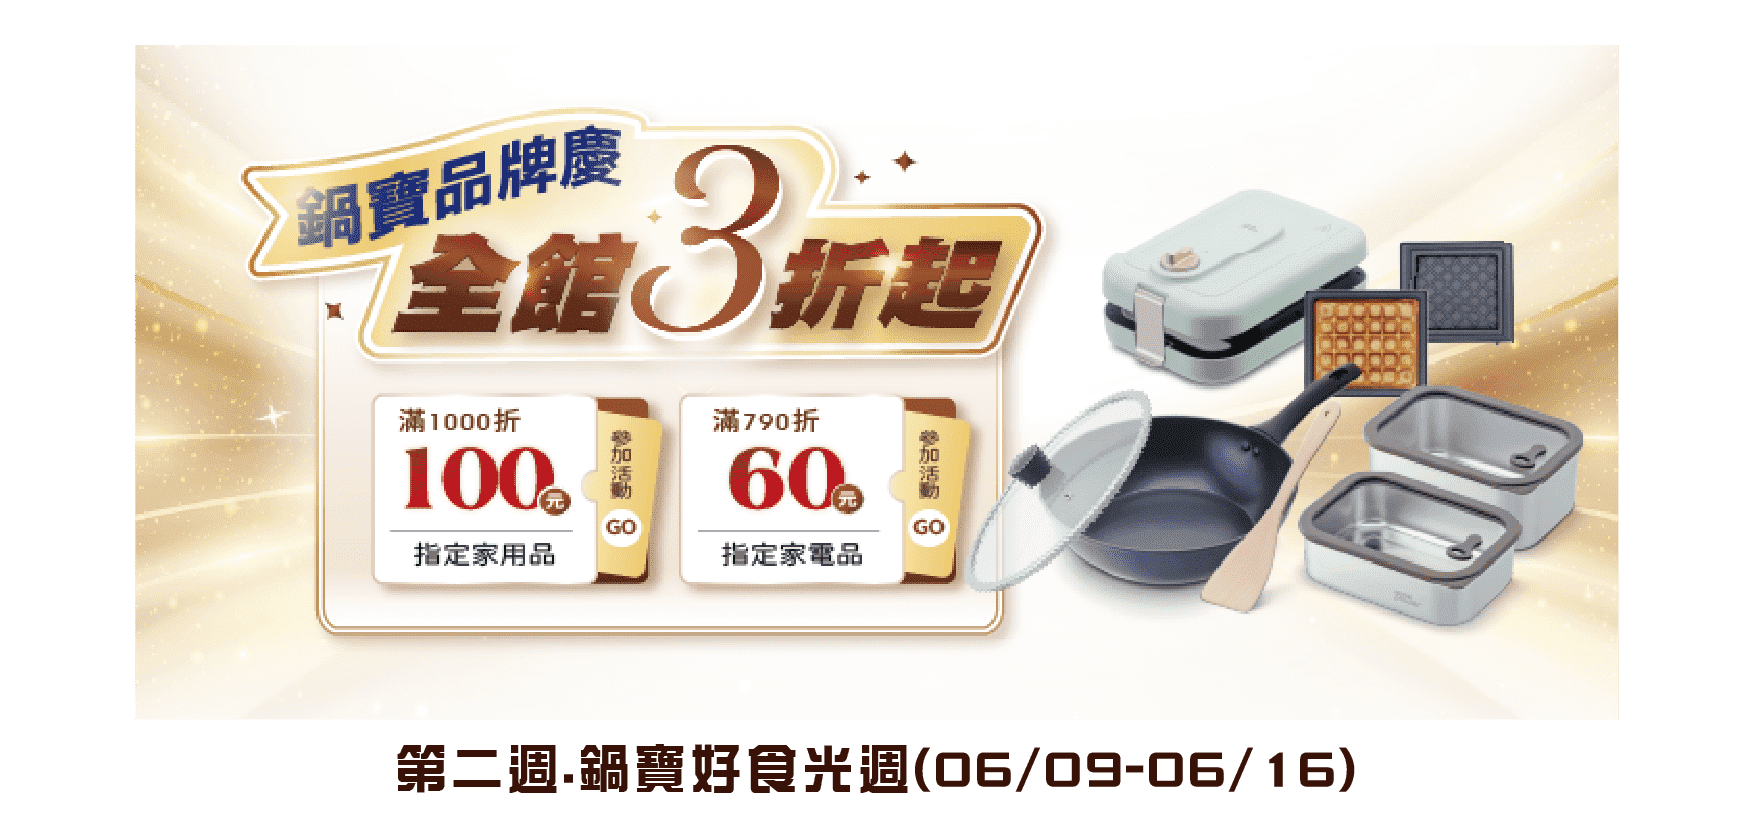 鍋寶品牌慶
全館3折起
滿1000折
100元
指定家用品
參加活動
GO
滿790折
60元
指定家電品
參加活動
GO
第二週.鍋寶好食光週(06/09-06/16)